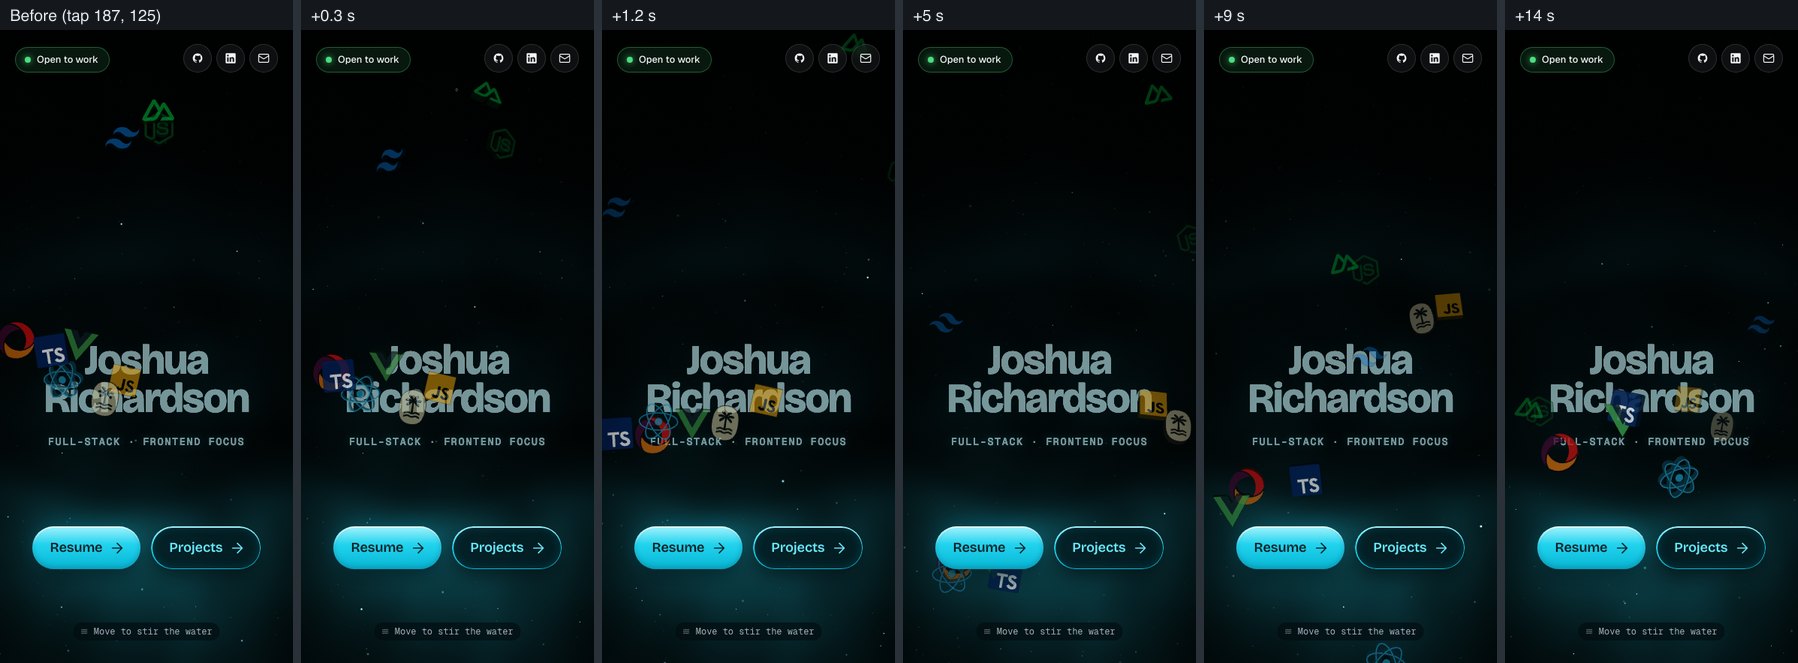 Before (tap 187, 125)
Open to work
JS
TS
JS
Joshua
Richardson
FULL-STACK · FRONTEND FOCUS
Resume →
Projects →
Move to stir the water
+0.3 s
Open to work
JS
TS
JS
Joshua
Richardson
FULL-STACK · FRONTEND FOCUS
Resume →
Projects →
Move to stir the water
+1.2 s
Open to work
Joshua
JS
Richardson
TS
FULL-STACK · FRONTEND FOCUS
Resume →
Projects →
Move to stir the water
+5 s
Open to work
JS
Joshua
Richardson
JS
FULL-STACK · FRONTEND FOCUS
Resume →
Projects →
TS
Move to stir the water
+9 s
Open to work
JS
Joshua
Richardson
FULL-STACK · FRONTEND FOCUS
TS
Resume →
Projects →
Move to stir the water
+14 s
Open to work
Joshua
Richardson
JS
TS
FULL-STACK · FRONTEND FOCUS
Resume →
Projects →
Move to stir the water